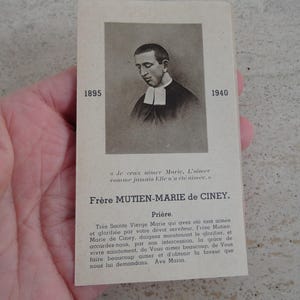 1895 1940
« Je veux aimer Marie, L'aimer
comme jamais Elle n'a été aimée. »
Frère MUTIEN-MARIE de CINEY.
Prière.
Très Sainte Vierge Marie qui avez été tant aimée
et glorifiée par votre dévot serviteur, Frère Mutien-
Marie de Ciney, daignez maintenant le glorifier, et
accordez-nous, par son intercession, la grâce de
vivre saintement, de Vous aimer beaucoup, de Vous
faire beaucoup aimer et d'obtenir la faveur que
nous lui demandons. Ave Maria.